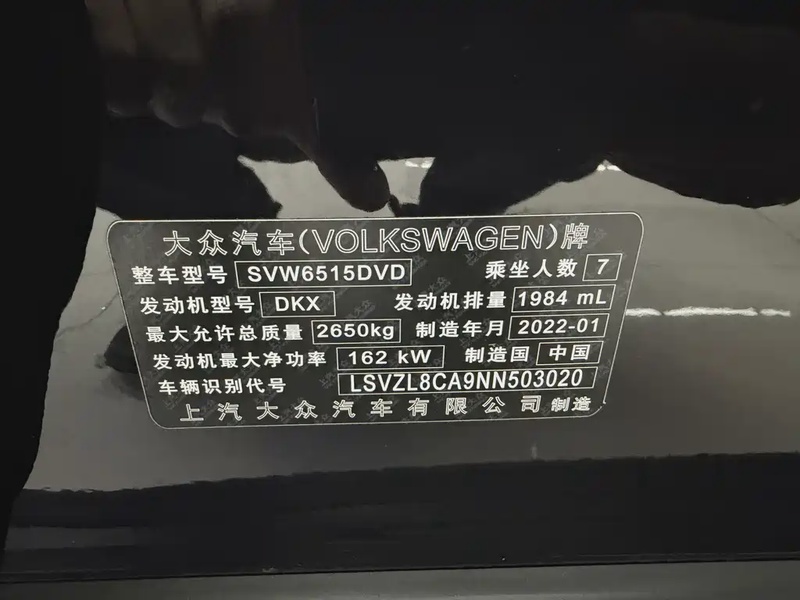 大众汽车(VOLKSWAGEN)牌
整车型号 SVW6515DVD 乘坐人数 7
发动机型号 DKX 发动机排量 1984 mL
最大允许总质量 2650kg 制造年月 2022-01
发动机最大净功率 162 kW 制造国 中国
车辆识别代号 LSVZL8CA9NN503020
上汽大众汽车有限公司 制造